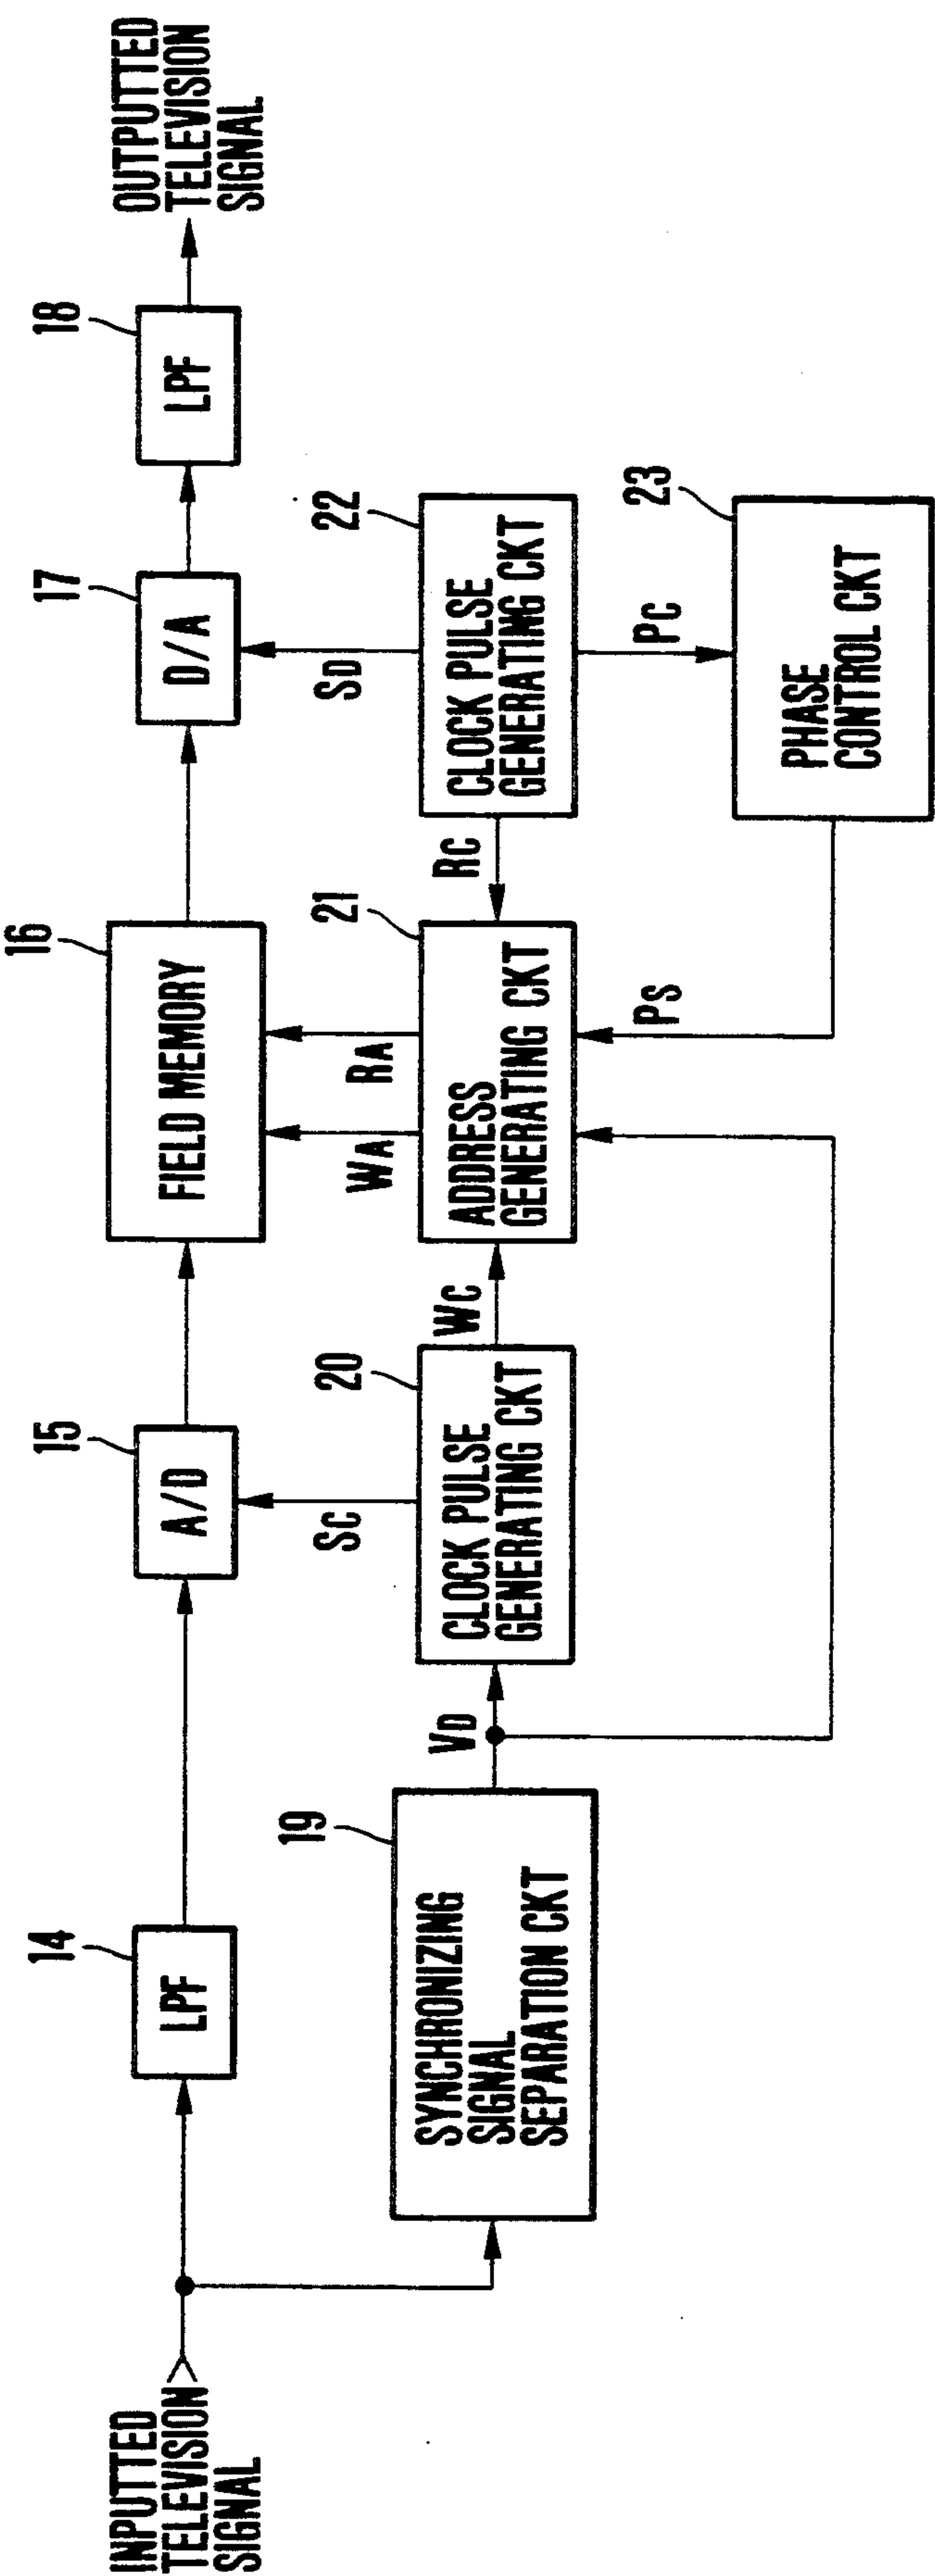 INPUTTED
TELEVISION
SIGNAL
14
LPF
15
A/D
16
FIELD MEMORY
17
D/A
18
LPF
OUTPUTTED
TELEVISION
SIGNAL
SC
WA
RA
SD
19
SYNCHRONIZING
SIGNAL
SEPARATION CKT
VD
20
CLOCK PULSE
GENERATING CKT
WC
21
ADDRESS
GENERATING CKT
RC
22
CLOCK PULSE
GENERATING CKT
PS
PC
23
PHASE
CONTROL CKT